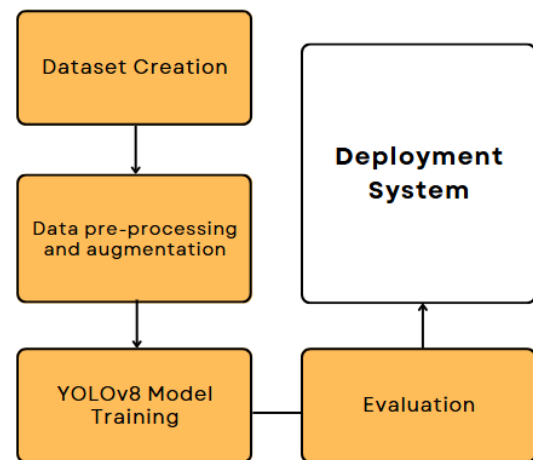 Dataset Creation
Data pre-processing
and augmentation
YOLOv8 Model
Training
Evaluation
Deployment
System